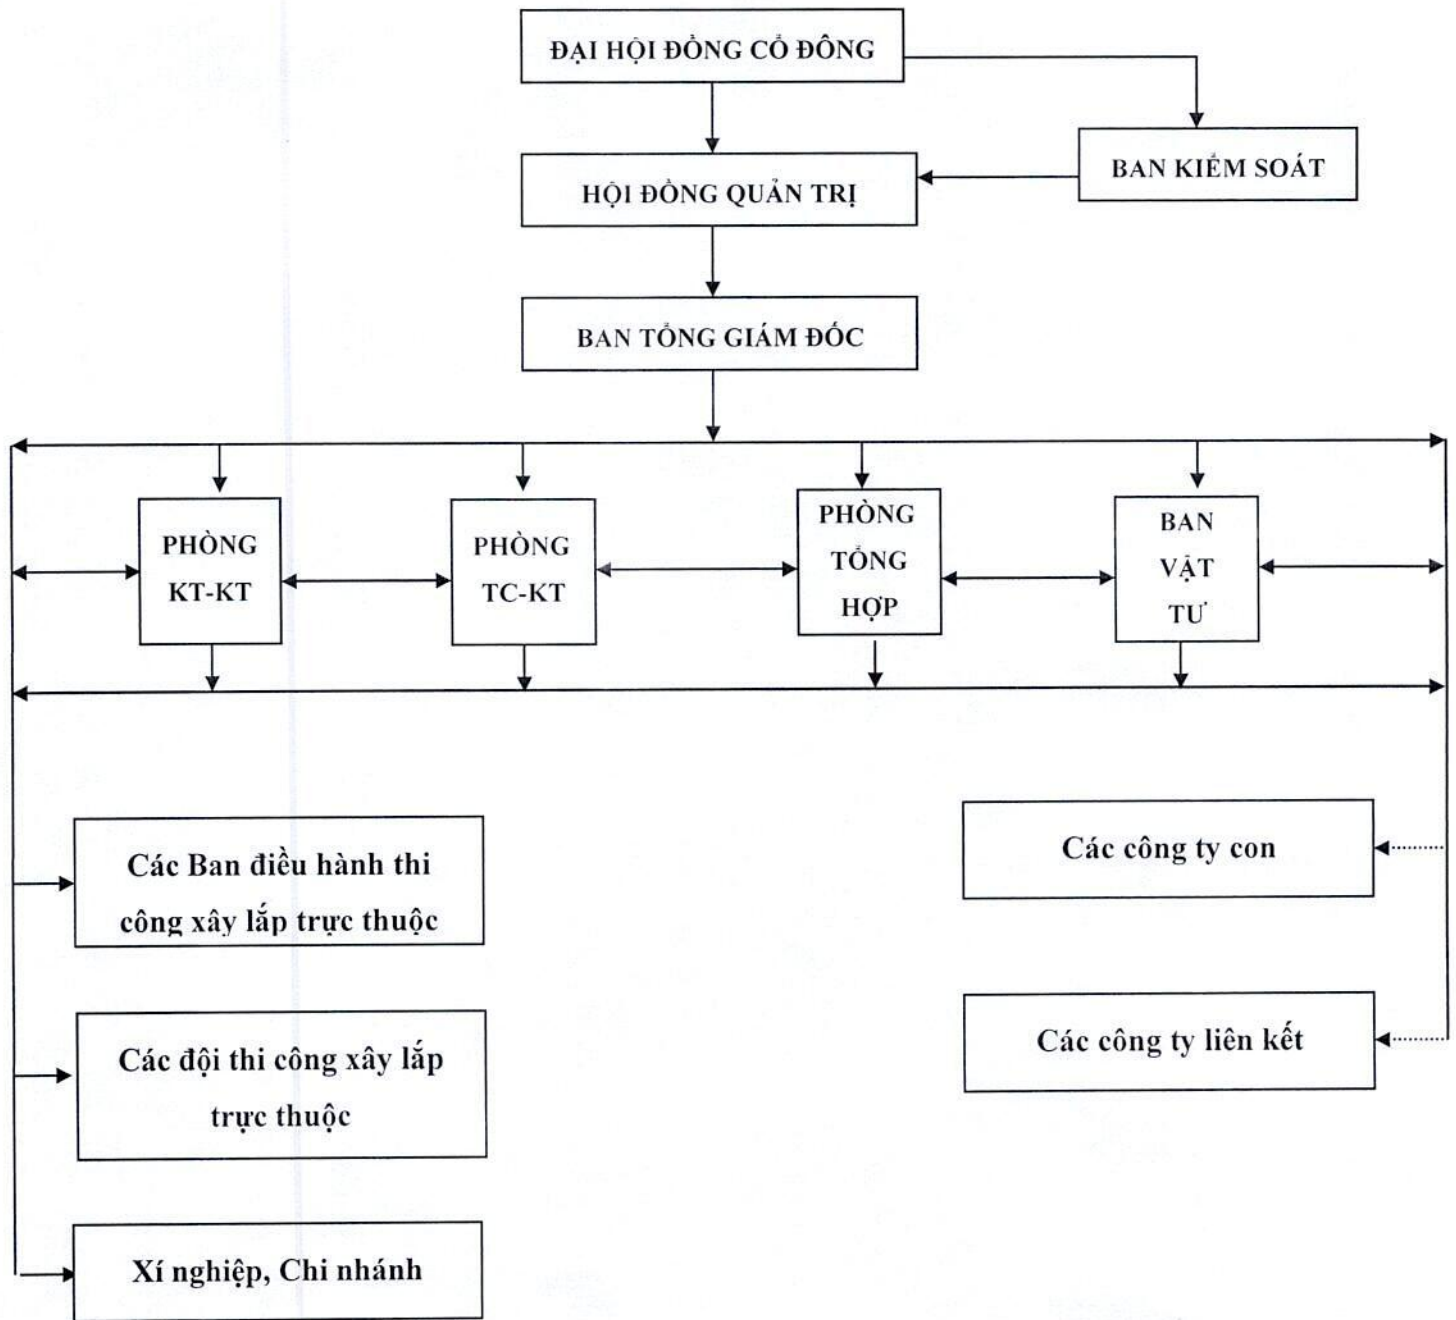 ĐẠI HỘI ĐỒNG CỔ ĐÔNG
BAN KIỂM SOÁT
HỘI ĐỒNG QUẢN TRỊ
BAN TỔNG GIÁM ĐỐC
PHÒNG
KT-KT
PHÒNG
TC-KT
PHÒNG
TỔNG
HỢP
BAN
VẬT
TƯ
Các Ban điều hành thi
công xây lắp trực thuộc
Các công ty con
Các đội thi công xây lắp
trực thuộc
Các công ty liên kết
Xí nghiệp, Chi nhánh